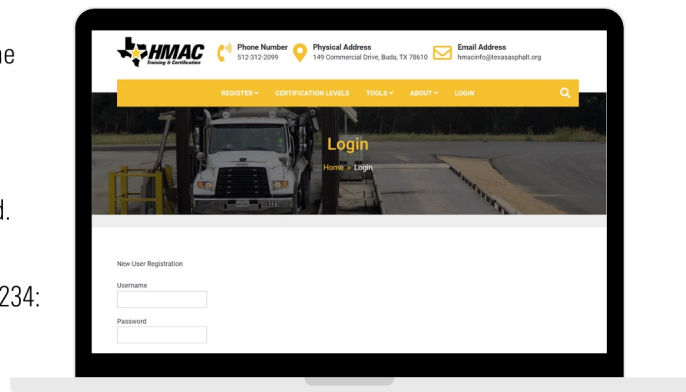 ne
d.
234:
HMAC
Training & Certification
Phone Number
512-312-2099
Physical Address
149 Commercial Drive, Buda, TX 78610
Email Address
hmacinfo@texasasphalt.org
REGISTER CERTIFICATION LEVELS TOOLS ABOUT LOGIN
Login
Home > Login
New User Registration
Username
Password